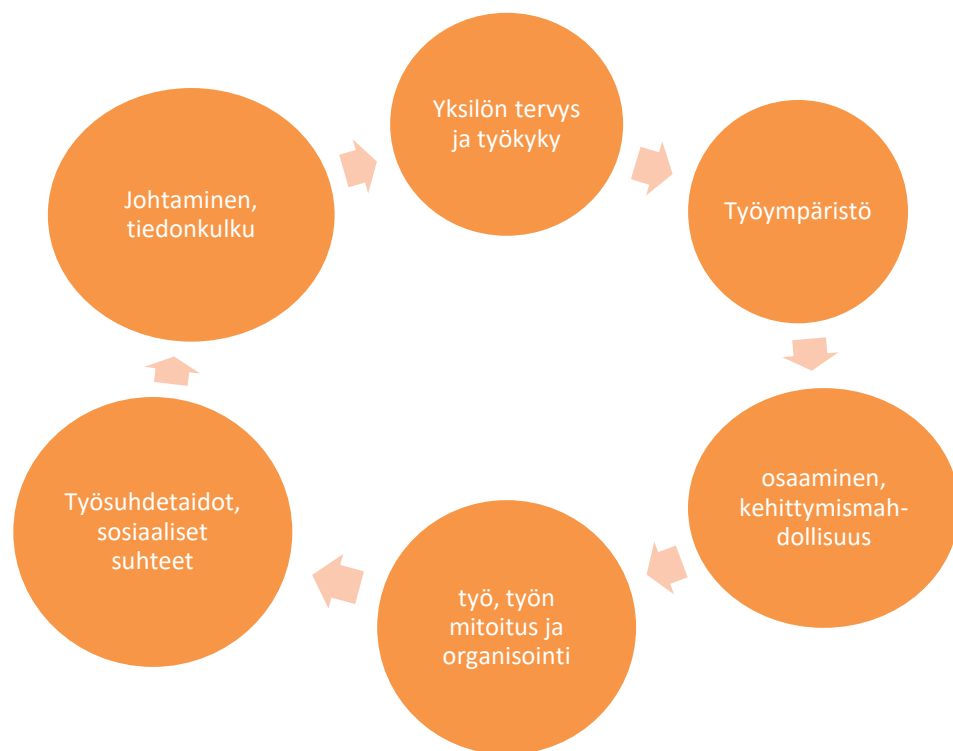 Yksilön tervys
ja työkyky
Työympäristö
osaaminen,
kehittymismah-
dollisuus
työ, työn
mitoitus ja
organisointi
Työsuhdetaidot,
sosiaaliset
suhteet
Johtaminen,
tiedonkulku